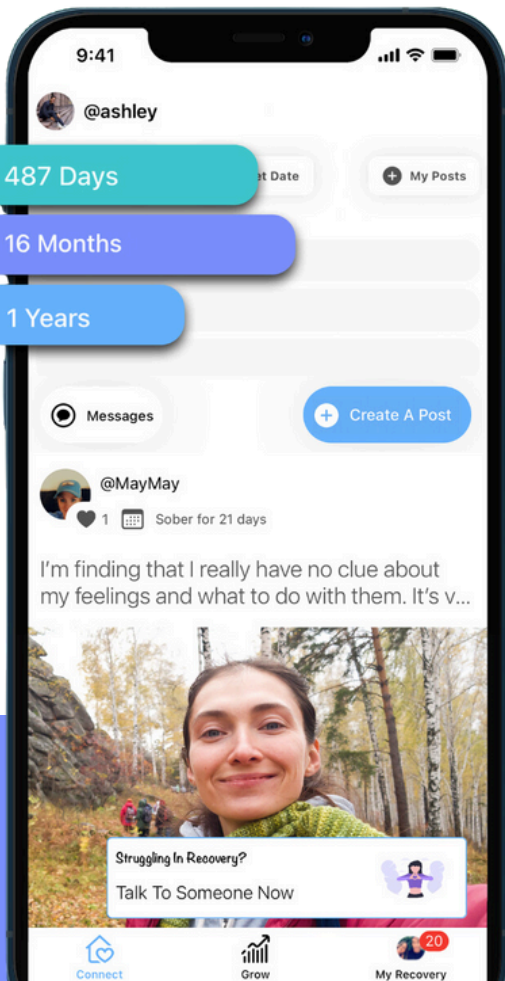 9:41
@ashley
487 Days
et Date
My Posts
16 Months
1 Years
Messages
Create A Post
@MayMay
1
Sober for 21 days
I'm finding that I really have no clue about
my feelings and what to do with them. It's v...
Struggling In Recovery?
Talk To Someone Now
20
Connect
Grow
My Recovery